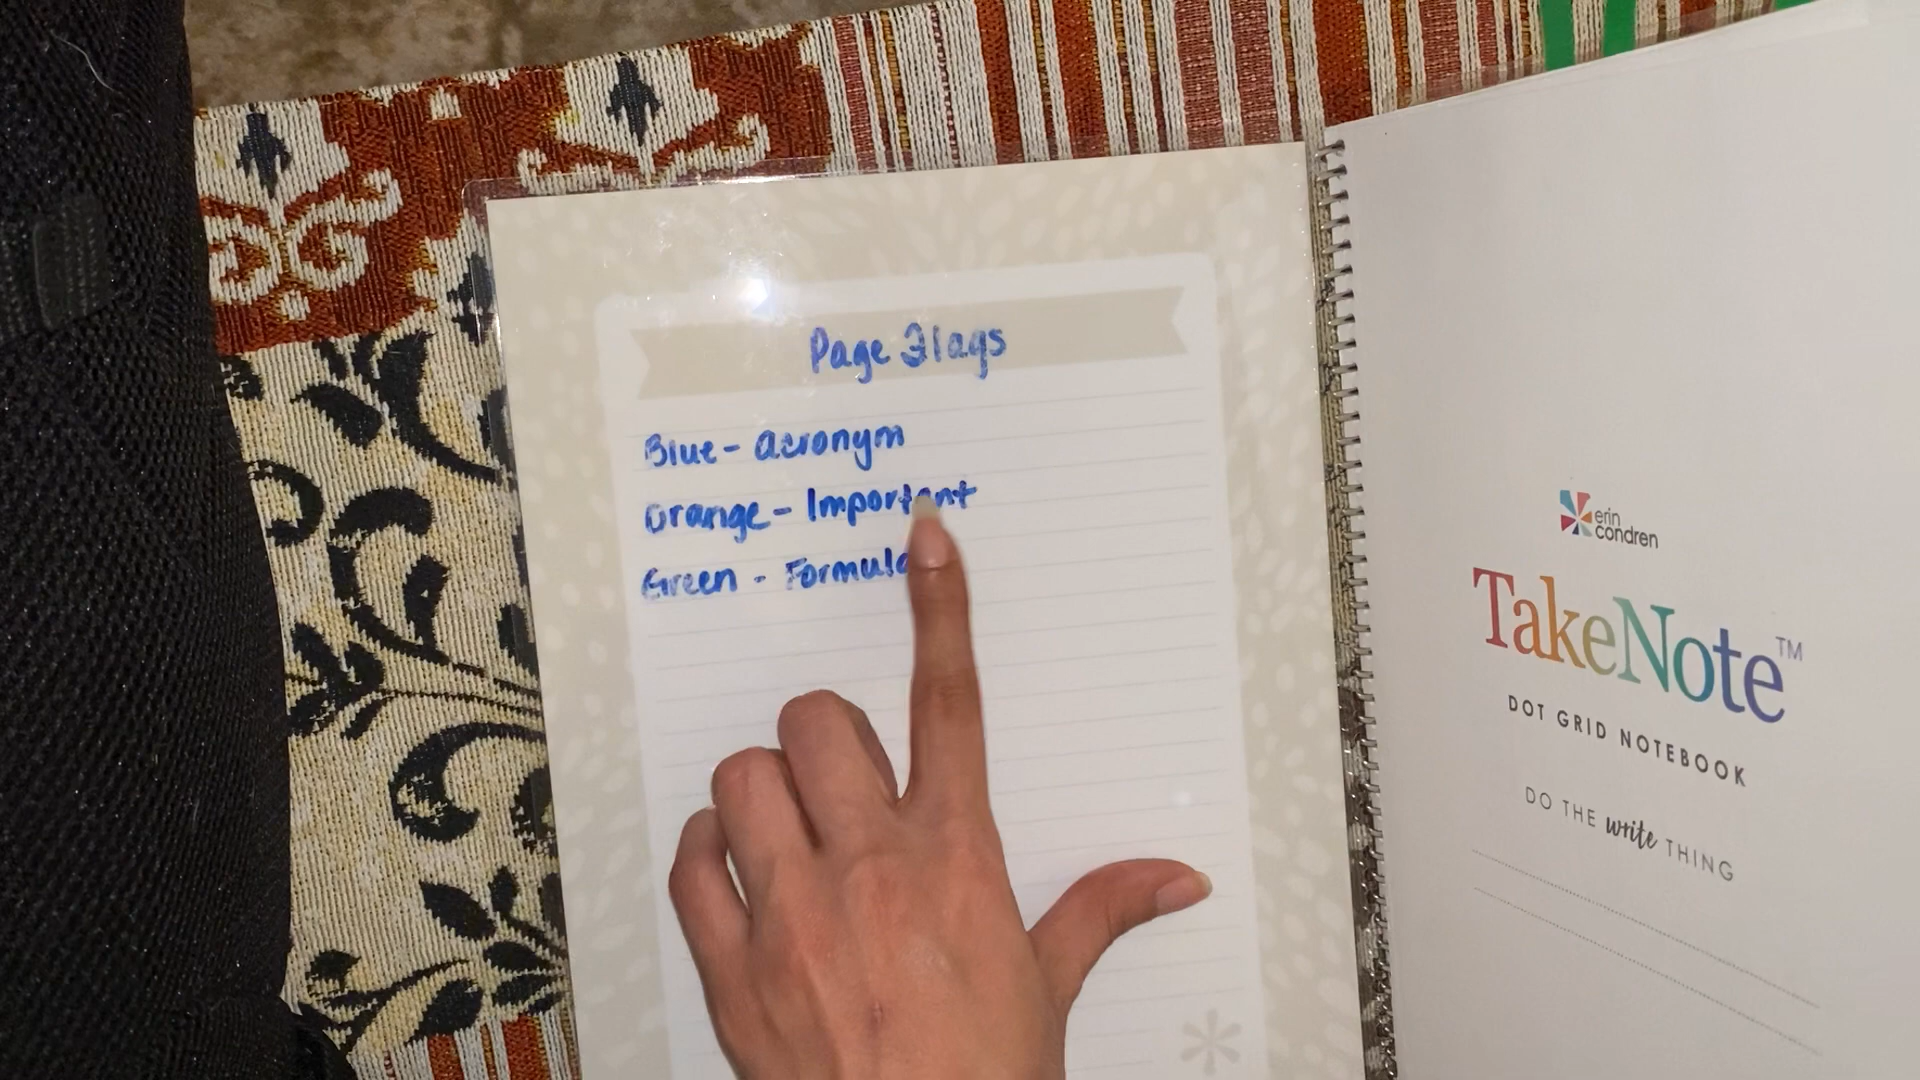 Page Flags
Blue - Acronym
Orange - Important
Green - Formula
erin
condren
TakeNote™
DOT GRID NOTEBOOK
DO THE write THING